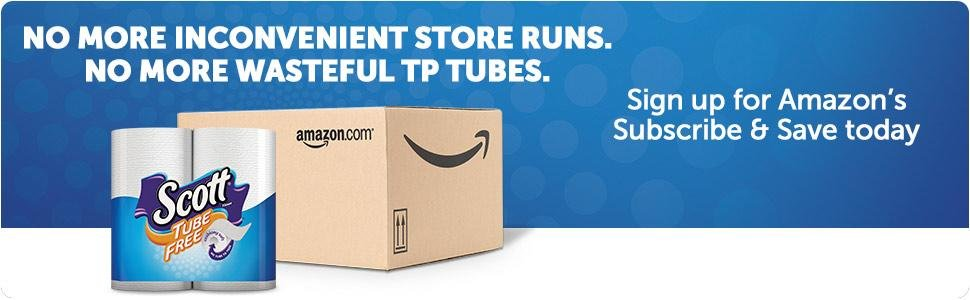 NO MORE INCONVENIENT STORE RUNS.
NO MORE WASTEFUL TP TUBES.
Sign up for Amazon's
Subscribe & Save today
amazon.com
Scott
TUBE
FREE